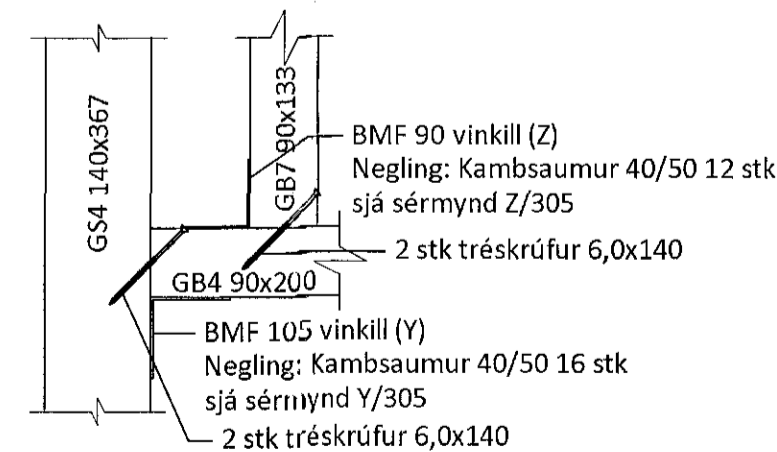 GS4 140x367
GB7 90x133
BMF 90 vinkill (Z)
Negling: Kambsaumur 40/50 12 stk
sjá sérmynd Z/305
2 stk tréskrúfur 6,0x140
GB4 90x200
BMF 105 vinkill (Y)
Negling: Kambsaumur 40/50 16 stk
sjá sérmynd Y/305
2 stk tréskrúfur 6,0x140